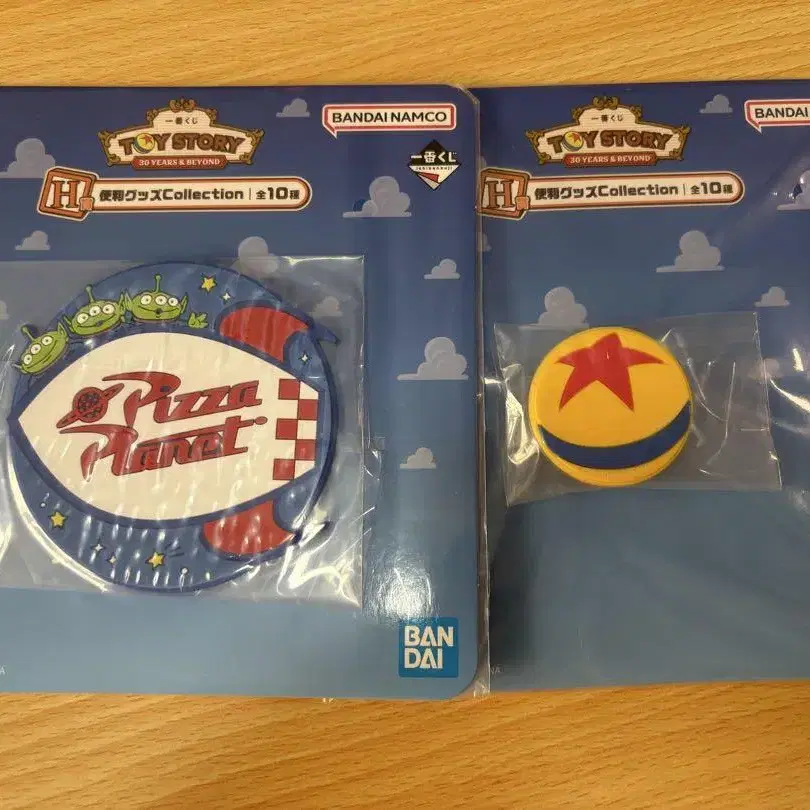 一番くじ
TOY STORY
30 YEARS & BEYOND
BANDAI NAMCO
一番くじ
ichibankuji
H賞 便利グッズCollection | 全10種
Pizza
Planet
BAN
DAI
一番くじ
TOY STORY
30 YEARS & BEYOND
BANDAI
H賞 便利グッズCollection | 全10種